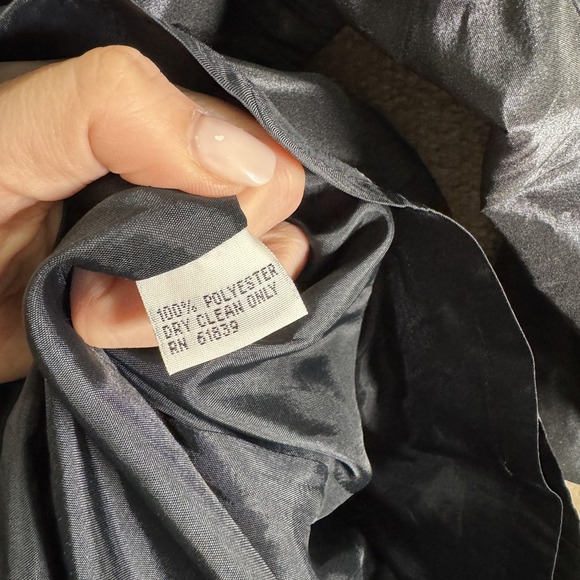 100% POLYESTER
DRY CLEAN ONLY
RN 61839